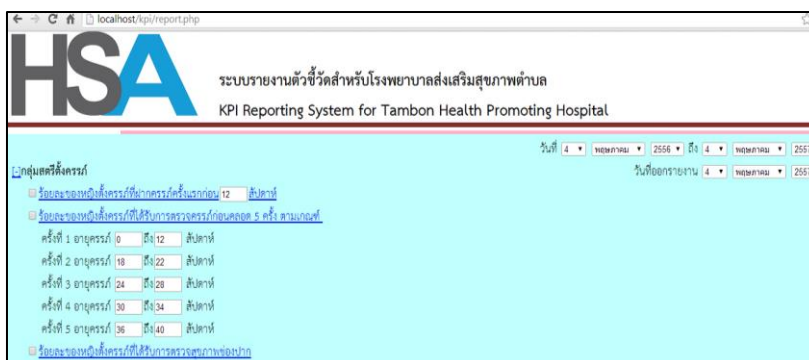 localhost/kpi/report.php
HSA
ระบบรายงานตัวชี้วัดสำหรับโรงพยาบาลส่งเสริมสุขภาพตำบล
KPI Reporting System for Tambon Health Promoting Hospital
วันที่ 4 พฤษภาคม 2556 ถึง 4 พฤษภาคม 2557
วันที่ออกรายงาน 4 พฤษภาคม 2557
[-]กลุ่มสตรีตั้งครรภ์
ร้อยละของหญิงตั้งครรภ์ที่ฝากครรภ์ครั้งแรกก่อน 12 สัปดาห์
ร้อยละของหญิงตั้งครรภ์ที่ได้รับการตรวจครรภ์ก่อนคลอด 5 ครั้ง ตามเกณฑ์
ครั้งที่ 1 อายุครรภ์ 0 ถึง 12 สัปดาห์
ครั้งที่ 2 อายุครรภ์ 18 ถึง 22 สัปดาห์
ครั้งที่ 3 อายุครรภ์ 24 ถึง 28 สัปดาห์
ครั้งที่ 4 อายุครรภ์ 30 ถึง 34 สัปดาห์
ครั้งที่ 5 อายุครรภ์ 36 ถึง 40 สัปดาห์
ร้อยละของหญิงตั้งครรภ์ที่ได้รับการตรวจสุขภาพช่องปาก